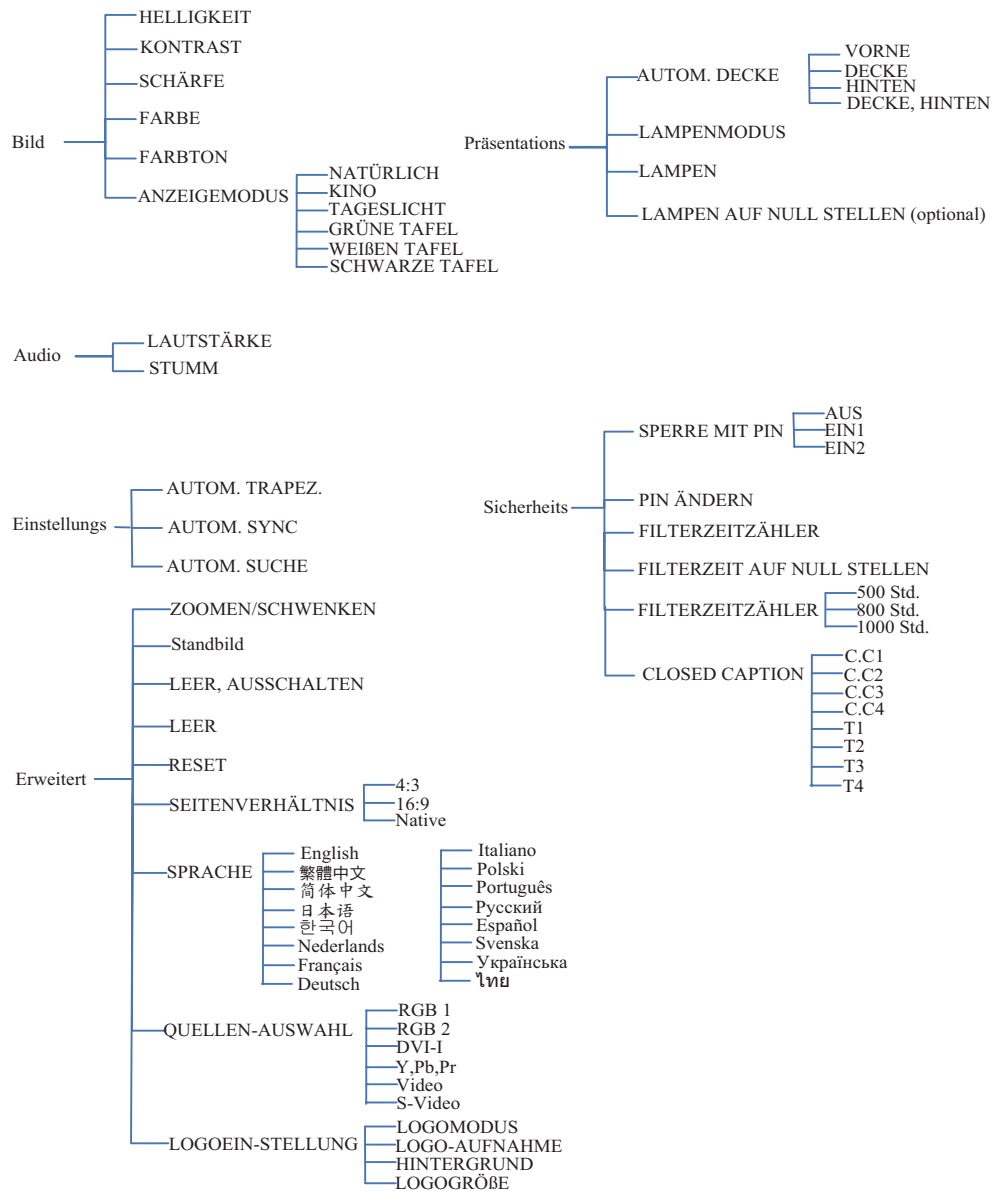 Bild
HELLIGKEIT
KONTRAST
SCHÄRFE
FARBE
FARBTON
ANZEIGEMODUS
NATÜRLICH
KINO
TAGESLICHT
GRÜNE TAFEL
WEIßEN TAFEL
SCHWARZE TAFEL
Präsentations
AUTOM. DECKE
VORNE
DECKE
HINTEN
DECKE, HINTEN
LAMPENMODUS
LAMPEN
LAMPEN AUF NULL STELLEN (optional)
Audio
LAUTSTÄRKE
STUMM
Einstellungs
AUTOM. TRAPEZ.
AUTOM. SYNC
AUTOM. SUCHE
Sicherheits
SPERRE MIT PIN
AUS
EIN1
EIN2
PIN ÄNDERN
FILTERZEITZÄHLER
FILTERZEIT AUF NULL STELLEN
FILTERZEITZÄHLER
500 Std.
800 Std.
1000 Std.
CLOSED CAPTION
C.C1
C.C2
C.C3
C.C4
T1
T2
T3
T4
Erweitert
ZOOMEN/SCHWENKEN
Standbild
LEER, AUSSCHALTEN
LEER
RESET
SEITENVERHÄLTNIS
4:3
16:9
Native
SPRACHE
English
繁體中文
简体中文
日本语
한국어
Nederlands
Français
Deutsch
Italiano
Polski
Português
Русский
Español
Svenska
Українська
ไทย
QUELLEN-AUSWAHL
RGB 1
RGB 2
DVI-I
Y,Pb,Pr
Video
S-Video
LOGOEIN-STELLUNG
LOGOMODUS
LOGO-AUFNAHME
HINTERGRUND
LOGOGRÖßE